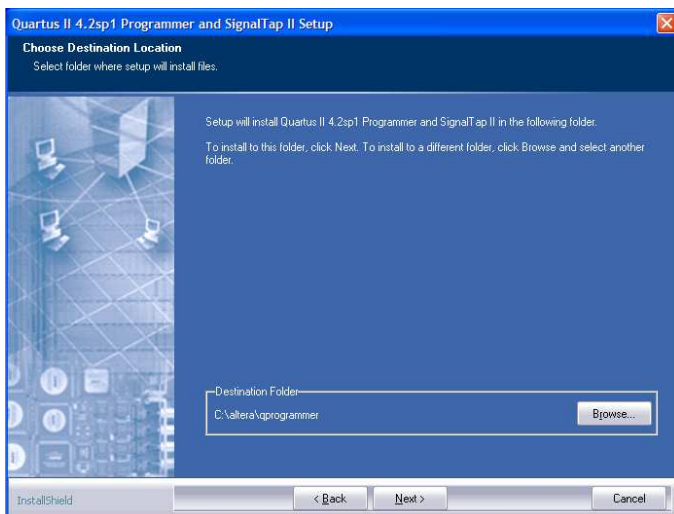 Quartus II 4.2sp1 Programmer and SignalTap II Setup
Choose Destination Location
Select folder where setup will install files.
Setup will install Quartus II 4.2sp1 Programmer and SignalTap II in the following folder.
To install to this folder, click Next. To install to a different folder, click Browse and select another
folder.
Destination Folder
C:\altera\qprogrammer
Browse...
InstallShield
< Back
Next >
Cancel